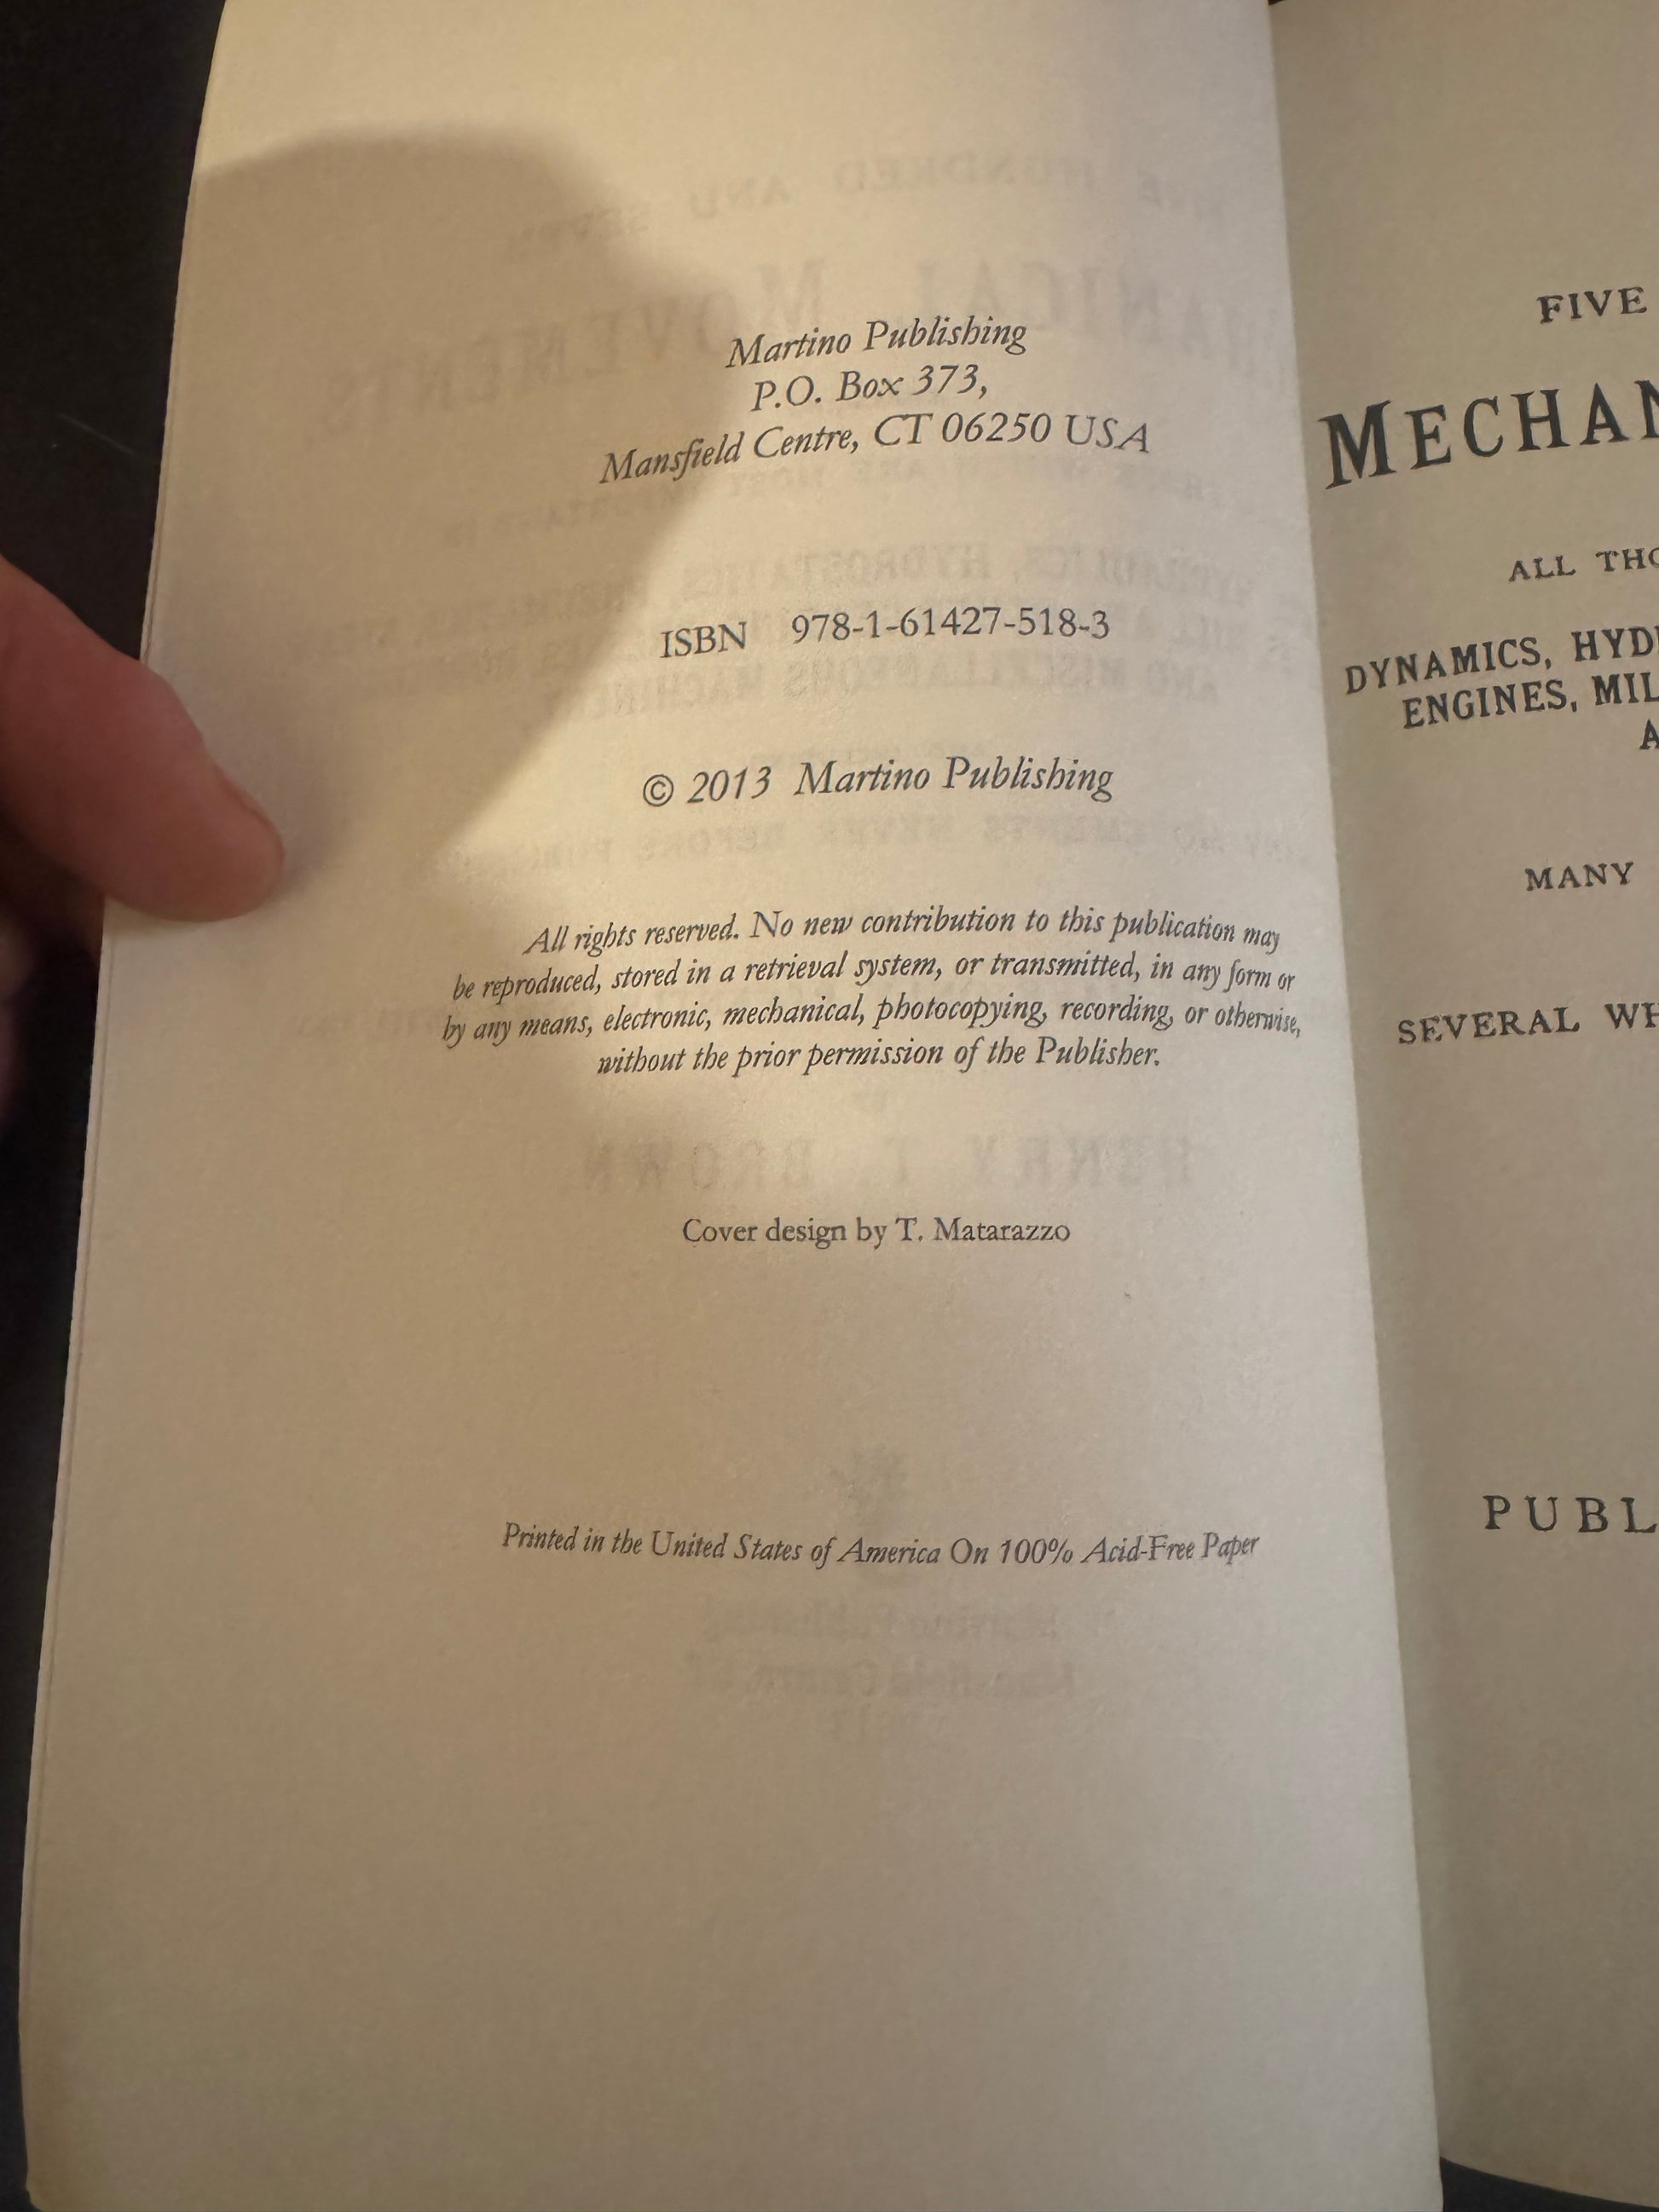 Martino Publishing
P.O. Box 373,
Mansfield Centre, CT 06250 USA
ISBN 978-1-61427-518-3
© 2013 Martino Publishing
All rights reserved. No new contribution to this publication may
be reproduced, stored in a retrieval system, or transmitted, in any form or
by any means, electronic, mechanical, photocopying, recording, or otherwise,
without the prior permission of the Publisher.
Cover design by T. Matarazzo
Printed in the United States of America On 100% Acid-Free Paper
FIVE
MECHAN
ALL THO
DYNAMICS, HYD
ENGINES, MIL
A
MANY
SEVERAL WH
PUBL